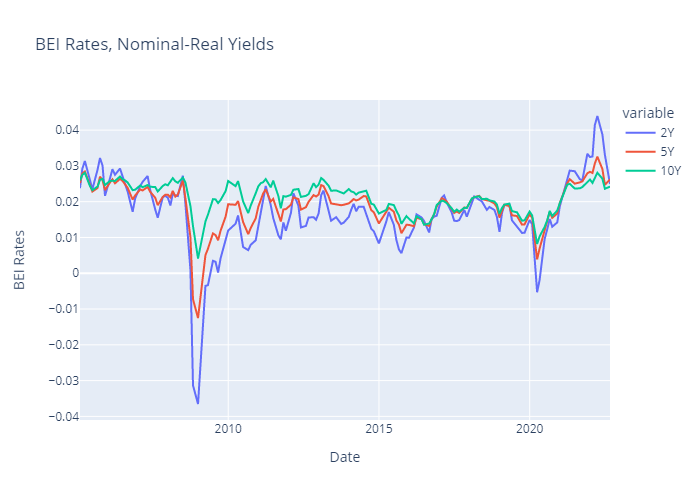 BEI Rates, Nominal-Real Yields
variable
2Y
5Y
10Y
BEI Rates
0.04
0.03
0.02
0.01
0
−0.01
−0.02
−0.03
−0.04
2010
2015
2020
Date